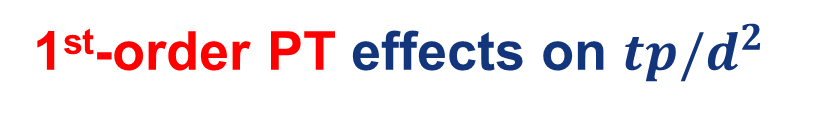 1st-order PT effects on tp/d²